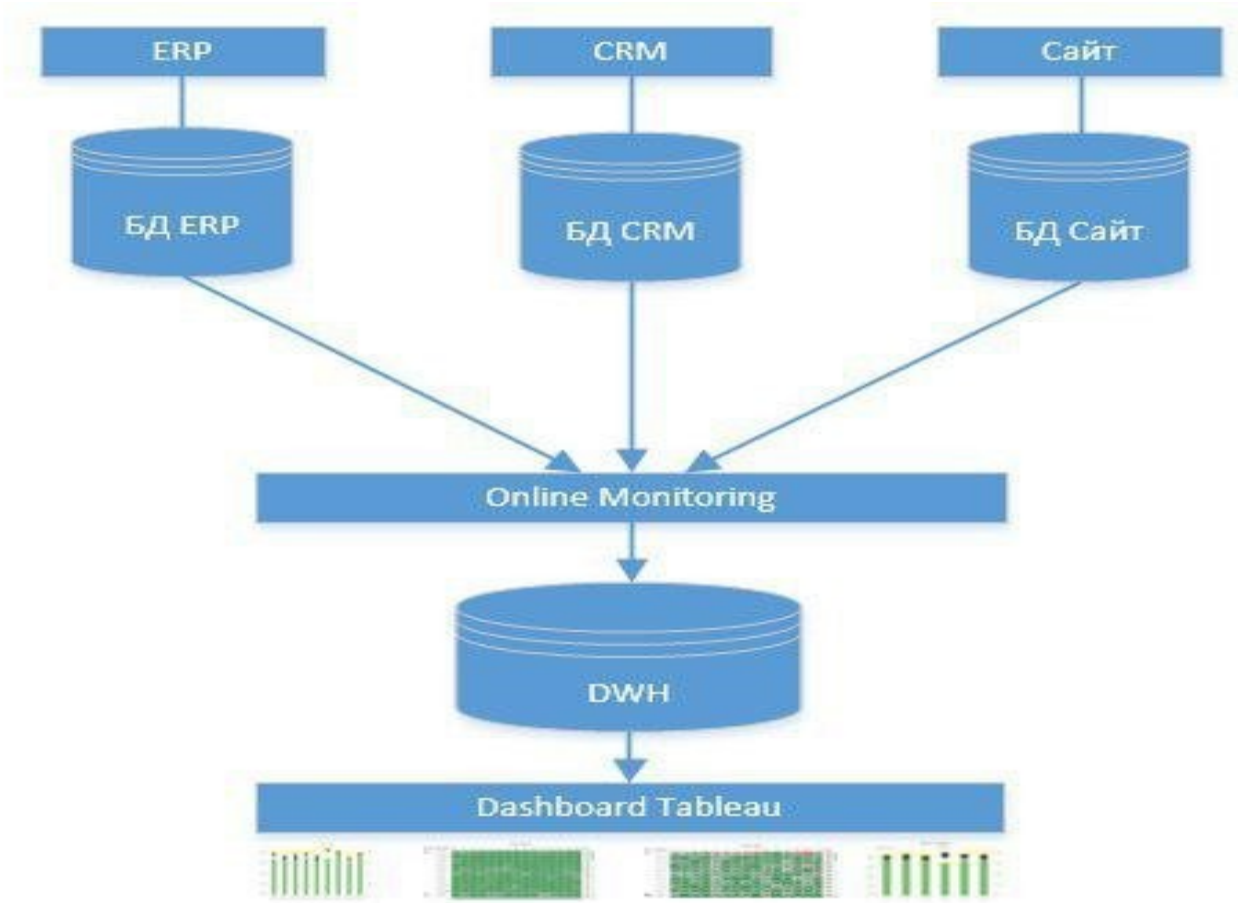 ERP
CRM
Сайт
БД ERP
БД CRM
БД Сайт
Online Monitoring
DWH
Dashboard Tableau